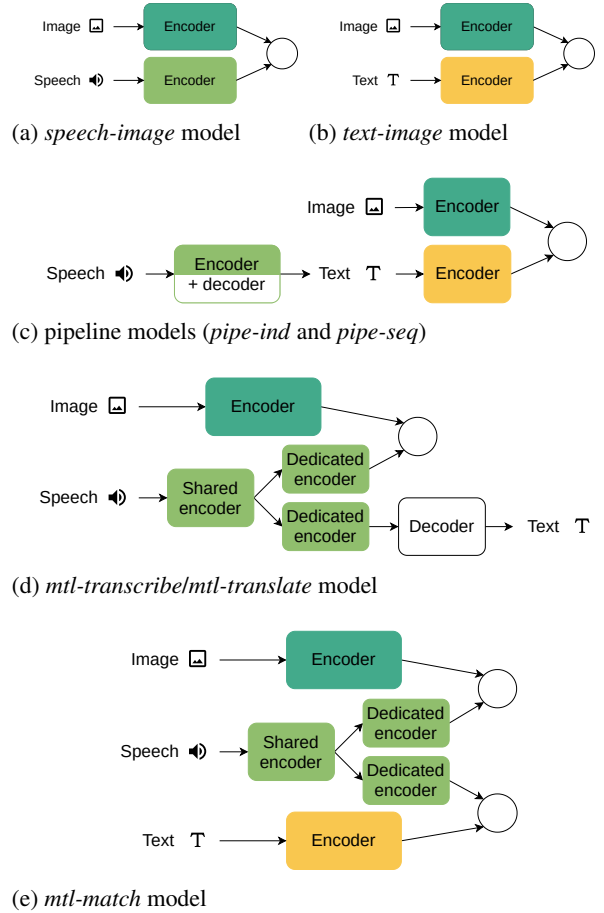 Image Encoder
Speech Encoder
(a) speech-image model
Image Encoder
Text T Encoder
(b) text-image model
Image Encoder
Speech Encoder + decoder Text T Encoder
(c) pipeline models (pipe-ind and pipe-seq)
Image Encoder
Dedicated
encoder
Speech Shared
encoder
Dedicated
encoder
Decoder Text T
(d) mtl-transcribe/mtl-translate model
Image Encoder
Dedicated
encoder
Speech Shared
encoder
Dedicated
encoder
Text T Encoder
(e) mtl-match model